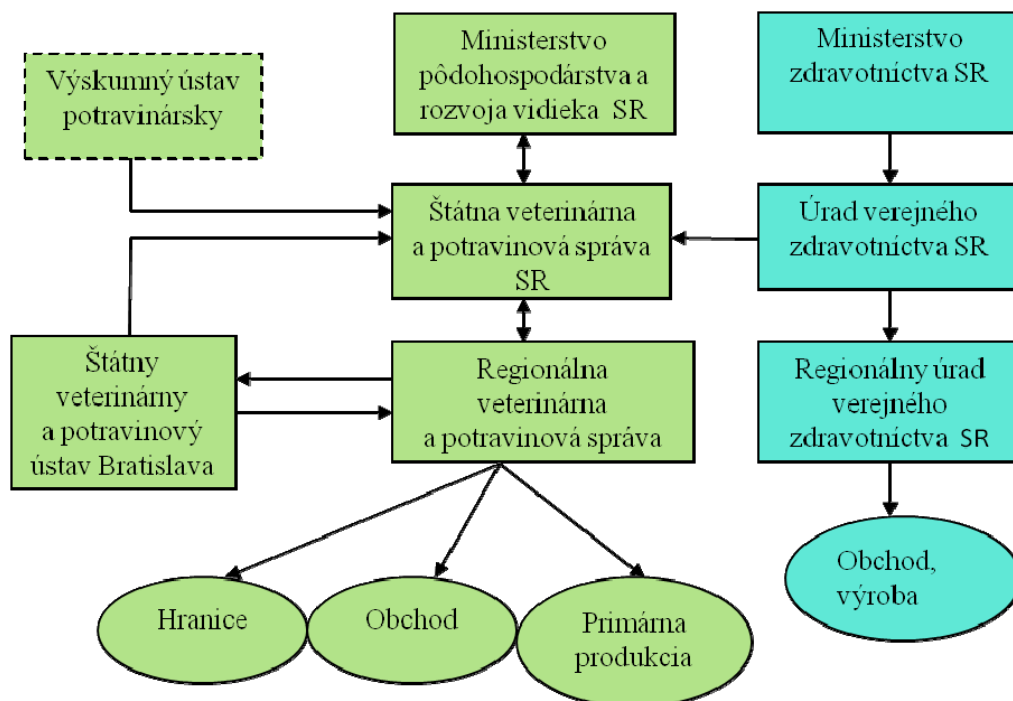 Výskumný ústav
potravinársky
Ministerstvo
pôdohospodárstva a
rozvoja vidieka SR
Ministerstvo
zdravotníctva SR
Štátna veterinárna
a potravinová správa
SR
Úrad verejného
zdravotníctva SR
Štátny
veterinárny
a potravinový
ústav Bratislava
Regionálna
veterinárna
a potravinová správa
Regionálny úrad
verejného
zdravotníctva SR
Hranice
Obchod
Primárna
produkcia
Obchod,
výroba